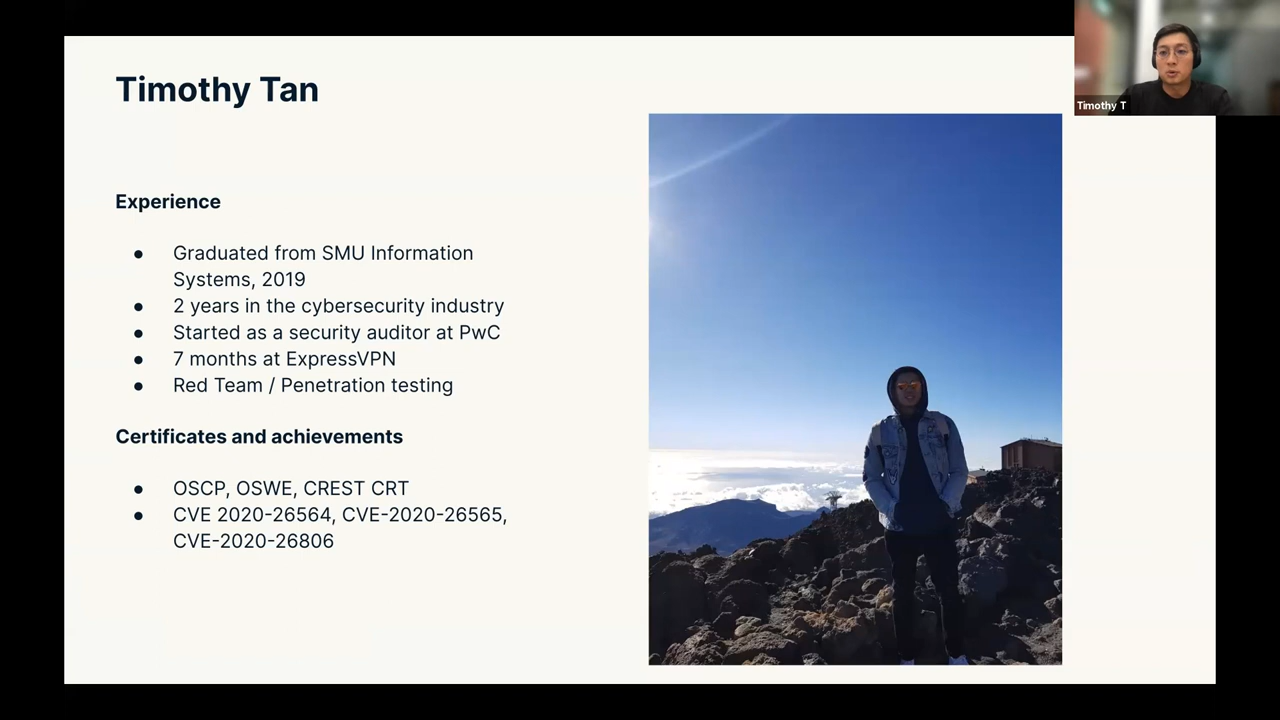 Timothy Tan
Timothy T
Experience
● Graduated from SMU Information
Systems, 2019
● 2 years in the cybersecurity industry
● Started as a security auditor at PwC
● 7 months at ExpressVPN
● Red Team / Penetration testing
Certificates and achievements
● OSCP, OSWE, CREST CRT
● CVE 2020-26564, CVE-2020-26565,
CVE-2020-26806